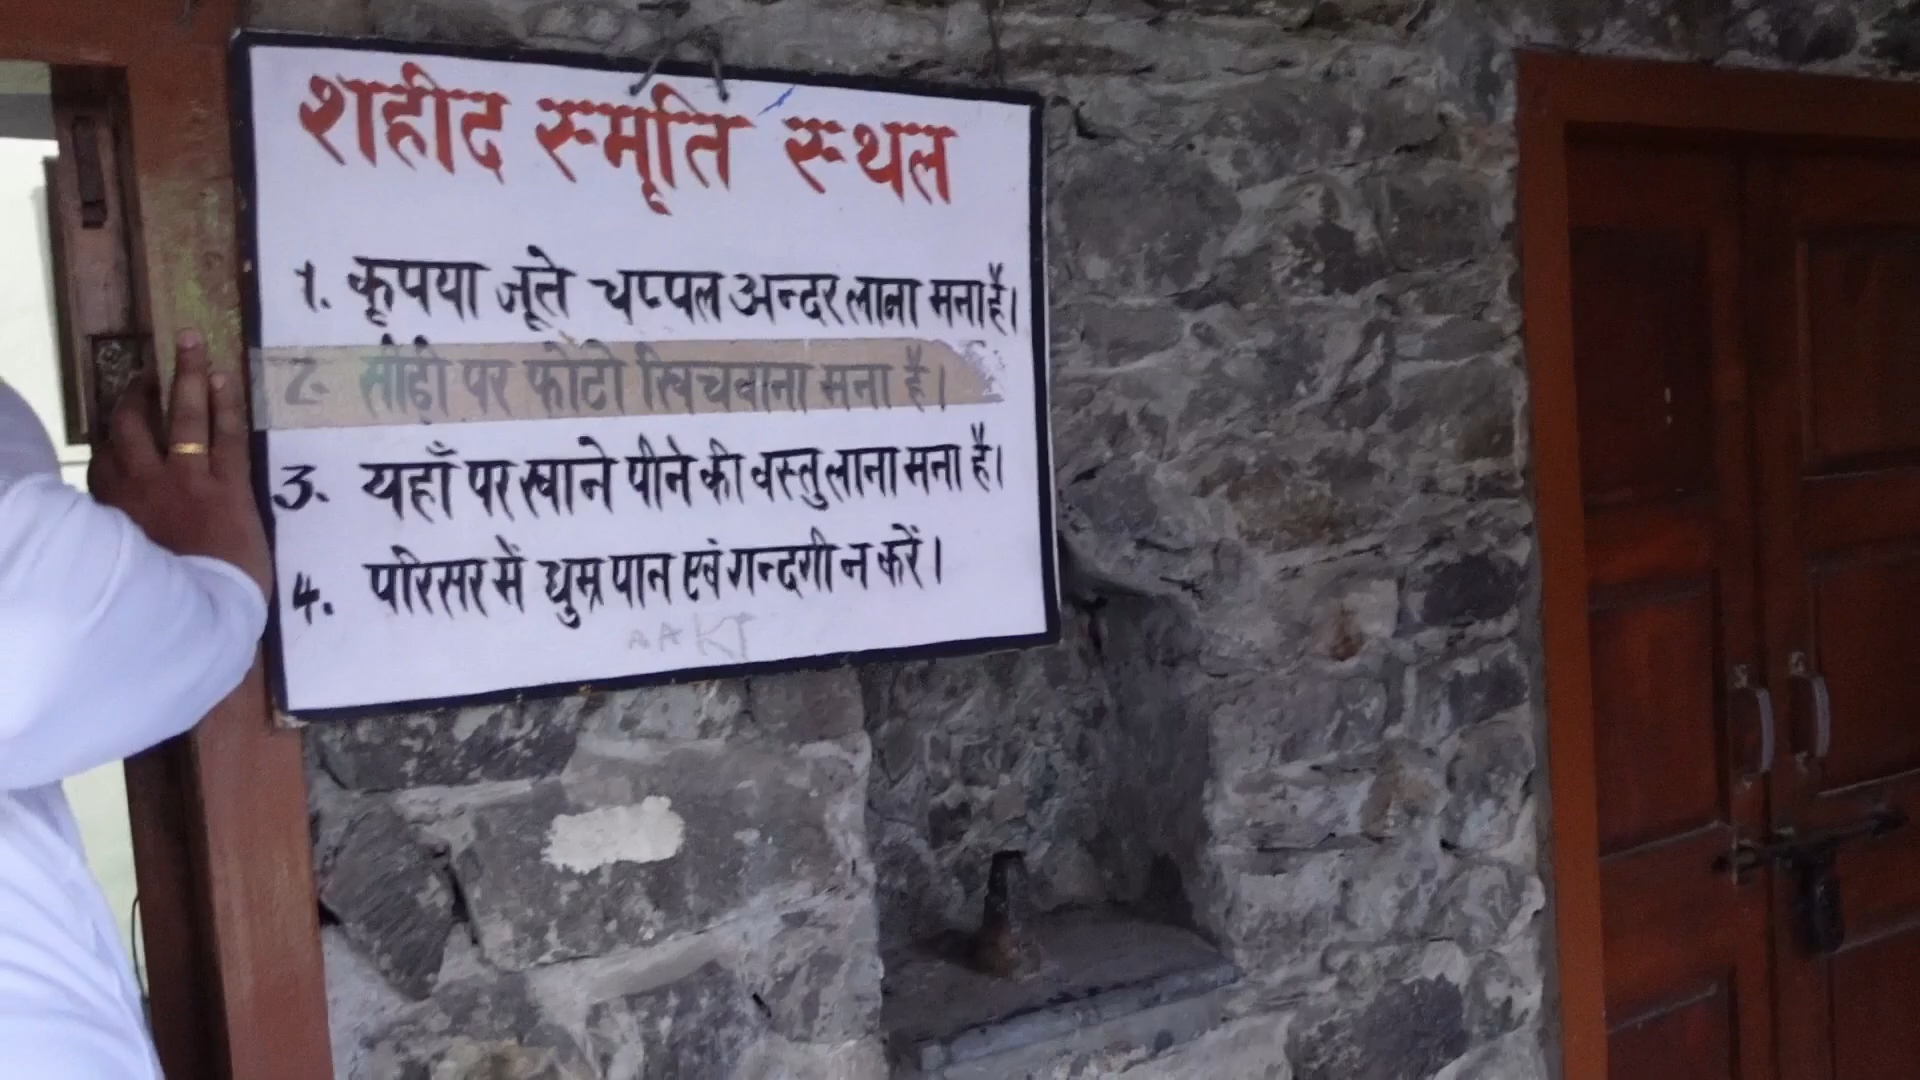 शहीद स्मृति स्थल
1. कृपया जूते चप्पल अन्दर लाना मना है।
2. सीढ़ी पर फोटो खिचवाना मना है।
3. यहाँ पर खाने पीने की वस्तु लाना मना है।
4. परिसर में धुम्रपान एवं गन्दगी न करें।